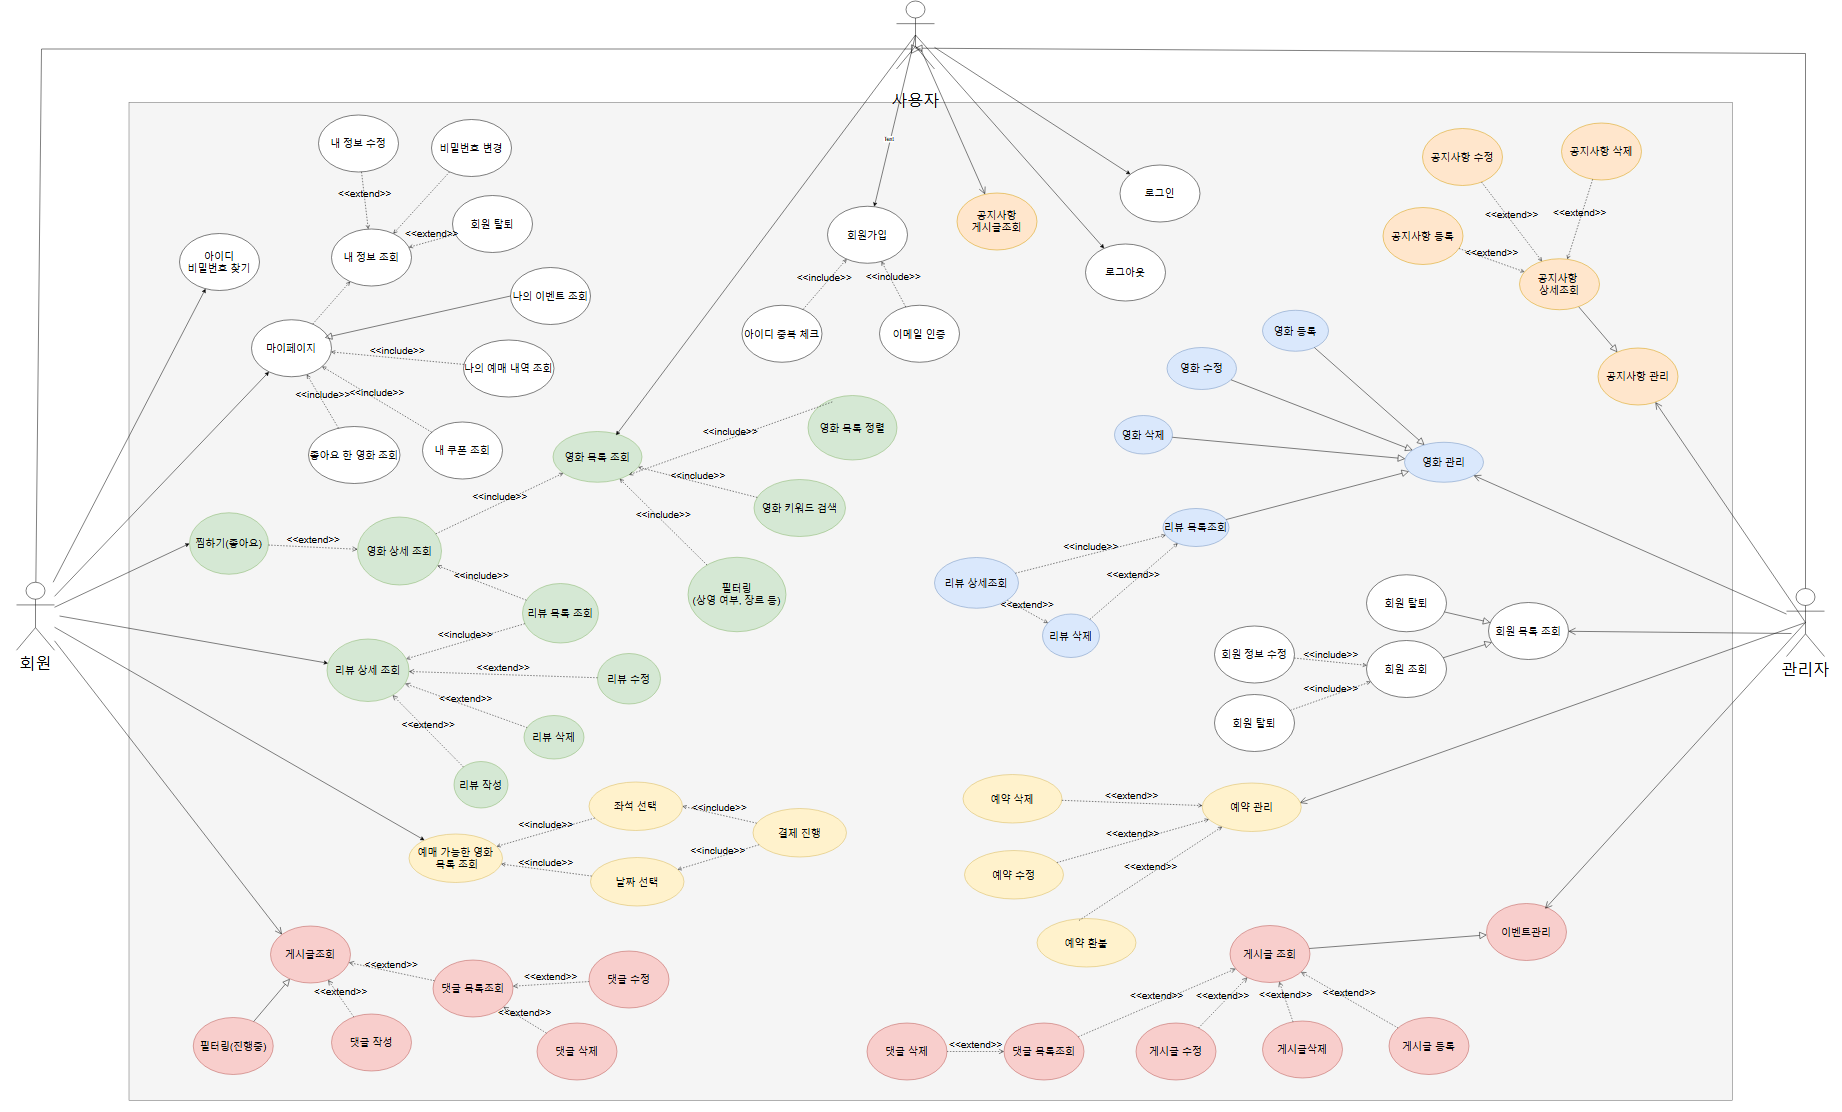 사용자
Text
내 정보 수정
비밀번호 변경
<<extend>>
회원 탈퇴
<<extend>>
내 정보 조회
아이디
비밀번호 찾기
나의 이벤트 조회
마이페이지
<<include>>
나의 예매 내역 조회
<<include>>
<<include>>
좋아요 한 영화 조회
내 쿠폰 조회
회원가입
<<include>>
<<include>>
아이디 중복 체크
이메일 인증
공지사항
게시글조회
로그인
로그아웃
공지사항 수정
공지사항 삭제
<<extend>>
<<extend>>
공지사항 등록
<<extend>>
공지사항
상세조회
공지사항 관리
영화 등록
영화 수정
영화 삭제
영화 관리
영화 목록 정렬
<<include>>
영화 목록 조회
<<include>>
영화 키워드 검색
<<include>>
<<include>>
필터링
(상영 여부, 장르 등)
찜하기(좋아요)
<<extend>>
영화 상세 조회
<<include>>
리뷰 목록 조회
<<include>>
리뷰 상세 조회
<<extend>>
리뷰 수정
<<extend>>
리뷰 삭제
<<extend>>
리뷰 작성
리뷰 목록조회
<<include>>
<<extend>>
리뷰 상세조회
<<extend>>
리뷰 삭제
회원 탈퇴
회원 목록 조회
회원 정보 수정
<<include>>
회원 조회
<<include>>
회원 탈퇴
회원
관리자
좌석 선택
<<include>>
<<include>>
결제 진행
예매 가능한 영화
목록 조회
<<include>>
<<include>>
날짜 선택
예약 삭제
<<extend>>
예약 관리
<<extend>>
예약 수정
<<extend>>
예약 환불
게시글조회
<<extend>>
댓글 목록조회
<<extend>>
댓글 수정
<<extend>>
<<extend>>
필터링(진행중)
댓글 작성
댓글 삭제
이벤트관리
게시글 조회
<<extend>>
<<extend>>
<<extend>>
<<extend>>
댓글 삭제
<<extend>>
댓글 목록조회
게시글 수정
게시글삭제
게시글 등록